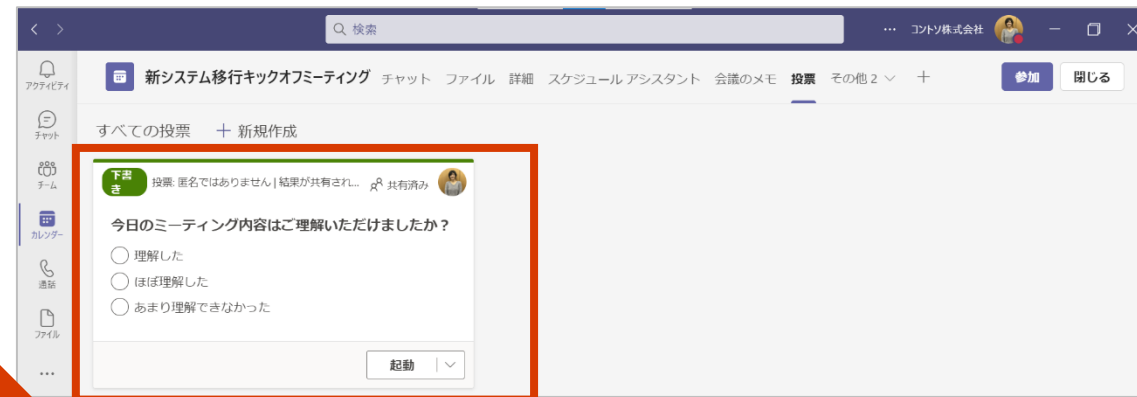 検索
コントソ株式会社
新システム移行キックオフミーティング チャット ファイル 詳細 スケジュール アシスタント 会議のメモ 投票 その他 2 参加 閉じる
アクティビティ
チャット
チーム
カレンダー
通話
ファイル
すべての投票 + 新規作成
下書き 投票: 匿名ではありません | 結果が共有され... 共有済み
今日のミーティング内容はご理解いただけましたか？
理解した
ほぼ理解した
あまり理解できなかった
起動